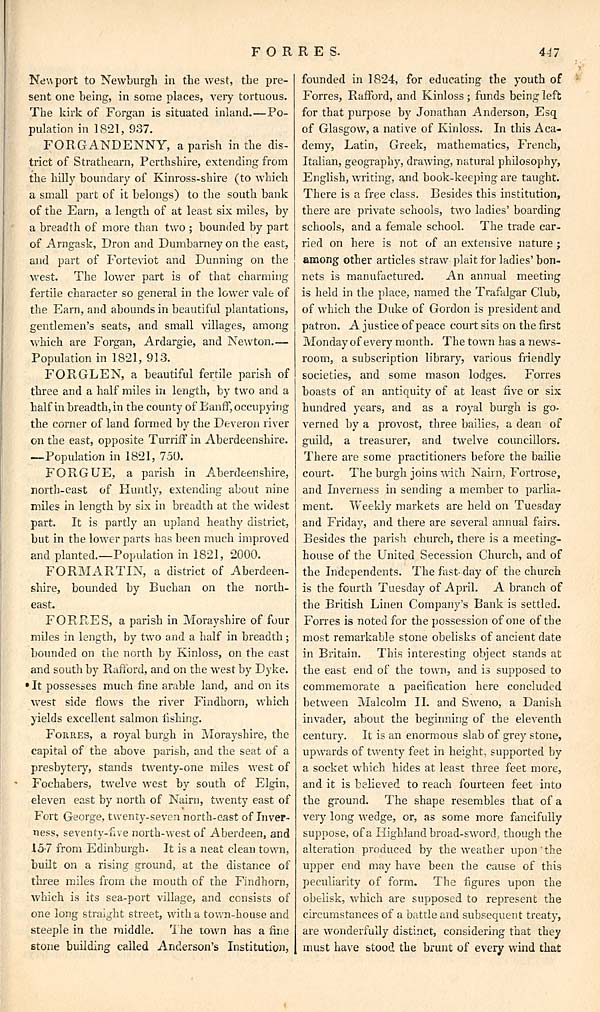 FORRES.
447
Newport to Newburgh in the west, the pre-
sent one being, in some places, very tortuous.
The kirk of Forgan is situated inland.—Po-
pulation in 1821, 937.
FORGANDENNY, a parish in the dis-
trict of Strathearn, Perthshire, extending from
the hilly boundary of Kinross-shire (to which
a small part of it belongs) to the south bank
of the Earn, a length of at least six miles, by
a breadth of more than two ; bounded by part
of Arngask, Dron and Dumbarney on the east,
and part of Forteviot and Dunning on the
west. The lower part is of that charming
fertile character so general in the lower vale of
the Earn, and abounds in beautiful plantations,
gentlemen's seats, and small villages, among
which are Forgan, Ardargie, and Newton.—
Population in 1821, 913.
FORGLEN, a beautiful fertile parish of
three and a half miles in length, by two and a
half in breadth, in the county of Banff, occupying
the corner of land formed by the Deveron river
on the east, opposite Turriff in Aberdeenshire.
—Population in 1821, 750.
FORGUE, a parish in Aberdeenshire,
north-east of Huntly, extending about nine
miles in length by six in breadth at the widest
part. It is partly an upland heathy district,
but in the lower parts has been much improved
and planted.—Population in 1821, 2000.
FORMARTIN, a district of Aberdeen-
shire, bounded by Buchan on the north-
east.
FORRES, a parish in Morayshire of four
miles in length, by two and a half in breadth ;
bounded on the north by Kinloss, on the east
and south by Rafford, and on the west by Dyke.
It possesses much fine arable land, and on its
west side flows the river Findhorn, which
yields excellent salmon fishing.
FORRES, a royal burgh in Morayshire, the
capital of the above parish, and the seat of a
presbytery, stands twenty-one miles west of
Fochabers, twelve west by south of Elgin,
eleven east by north of Nairn, twenty east of
Fort George, twenty-seven north-east of Inver-
ness, seventy-five north-west of Aberdeen, and
157 from Edinburgh. It is a neat clean town,
built on a rising ground, at the distance of
three miles from the mouth of the Findhorn,
which is its sea-port village, and consists of
one long straight street, with a town-house and
steeple in the middle. The town has a fine
stone building called Anderson's Institution,
founded in 1824, for educating the youth of
Forres, Rafford, and Kinloss ; funds being left
for that purpose by Jonathan Anderson, Esq
of Glasgow, a native of Kinloss. In this Aca-
demy, Latin, Greek, mathematics, French,
Italian, geography, drawing, natural philosophy,
English, writing, and book-keeping are taught.
There is a free class. Besides this institution,
there are private schools, two ladies' boarding
schools, and a female school. The trade car-
ried on here is not of an extensive nature ;
among other articles straw plait for ladies' bon-
nets is manufactured. An annual meeting
is held in the place, named the Trafalgar Club,
of which the Duke of Gordon is president and
patron. A justice of peace court sits on the first
Monday of every month. The town has a news-
room, a subscription library, various friendly
societies, and some mason lodges. Forres
boasts of an antiquity of at least five or six
hundred years, and as a royal burgh is go-
verned by a provost, three bailies, a dean of
guild, a treasurer, and twelve councillors.
There are some practitioners before the bailie
court. The burgh joins with Nairn, Fortrose,
and Inverness in sending a member to parlia-
ment. Weekly markets are held on Tuesday
and Friday, and there are several annual fairs.
Besides the parish church, there is a meeting-
house of the United Secession Church, and of
the Independents. The fast-day of the church
is the fourth Tuesday of April. A branch of
the British Linen Company's Bank is settled.
Forres is noted for the possession of one of the
most remarkable stone obelisks of ancient date
in Britain. This interesting object stands at
the east end of the town, and is supposed to
commemorate a pacification here concluded
between Malcolm II. and Sweno, a Danish
invader, about the beginning of the eleventh
century. It is an enormous slab of grey stone,
upwards of twenty feet in height, supported by
a socket which hides at least three feet more,
and it is believed to reach fourteen feet into
the ground. The shape resembles that of a
very long wedge, or, as some more fancifully
suppose, of a Highland broad-sword, though the
alteration produced by the weather upon the
upper end may have been the cause of this
peculiarity of form. The figures upon the
obelisk, which are supposed to represent the
circumstances of a battle and subsequent treaty,
are wonderfully distinct, considering that they
must have stood the brunt of every wind that